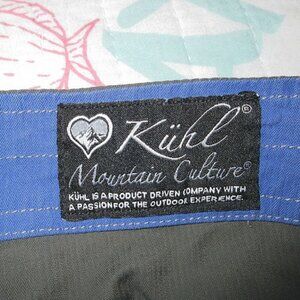 Kühl®
Mountain Culture®
KÜHL IS A PRODUCT DRIVEN COMPANY WITH
A PASSION FOR THE OUTDOOR EXPERIENCE.